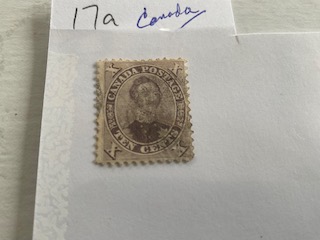 17a Canada
CANADA POSTAGE
X X
TEN CENTS
X X